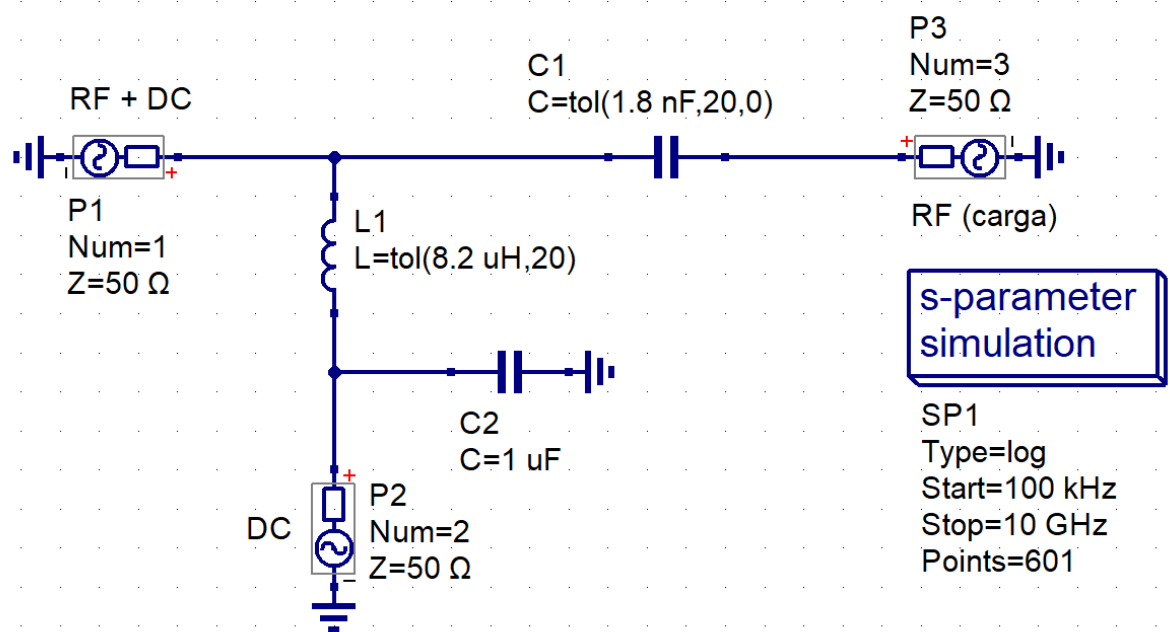 RF + DC
P1
Num=1
Z=50 Ω
L1
L=tol(8.2 uH,20)
C1
C=tol(1.8 nF,20,0)
P3
Num=3
Z=50 Ω
RF (carga)
C2
C=1 uF
DC
P2
Num=2
Z=50 Ω
s-parameter
simulation
SP1
Type=log
Start=100 kHz
Stop=10 GHz
Points=601